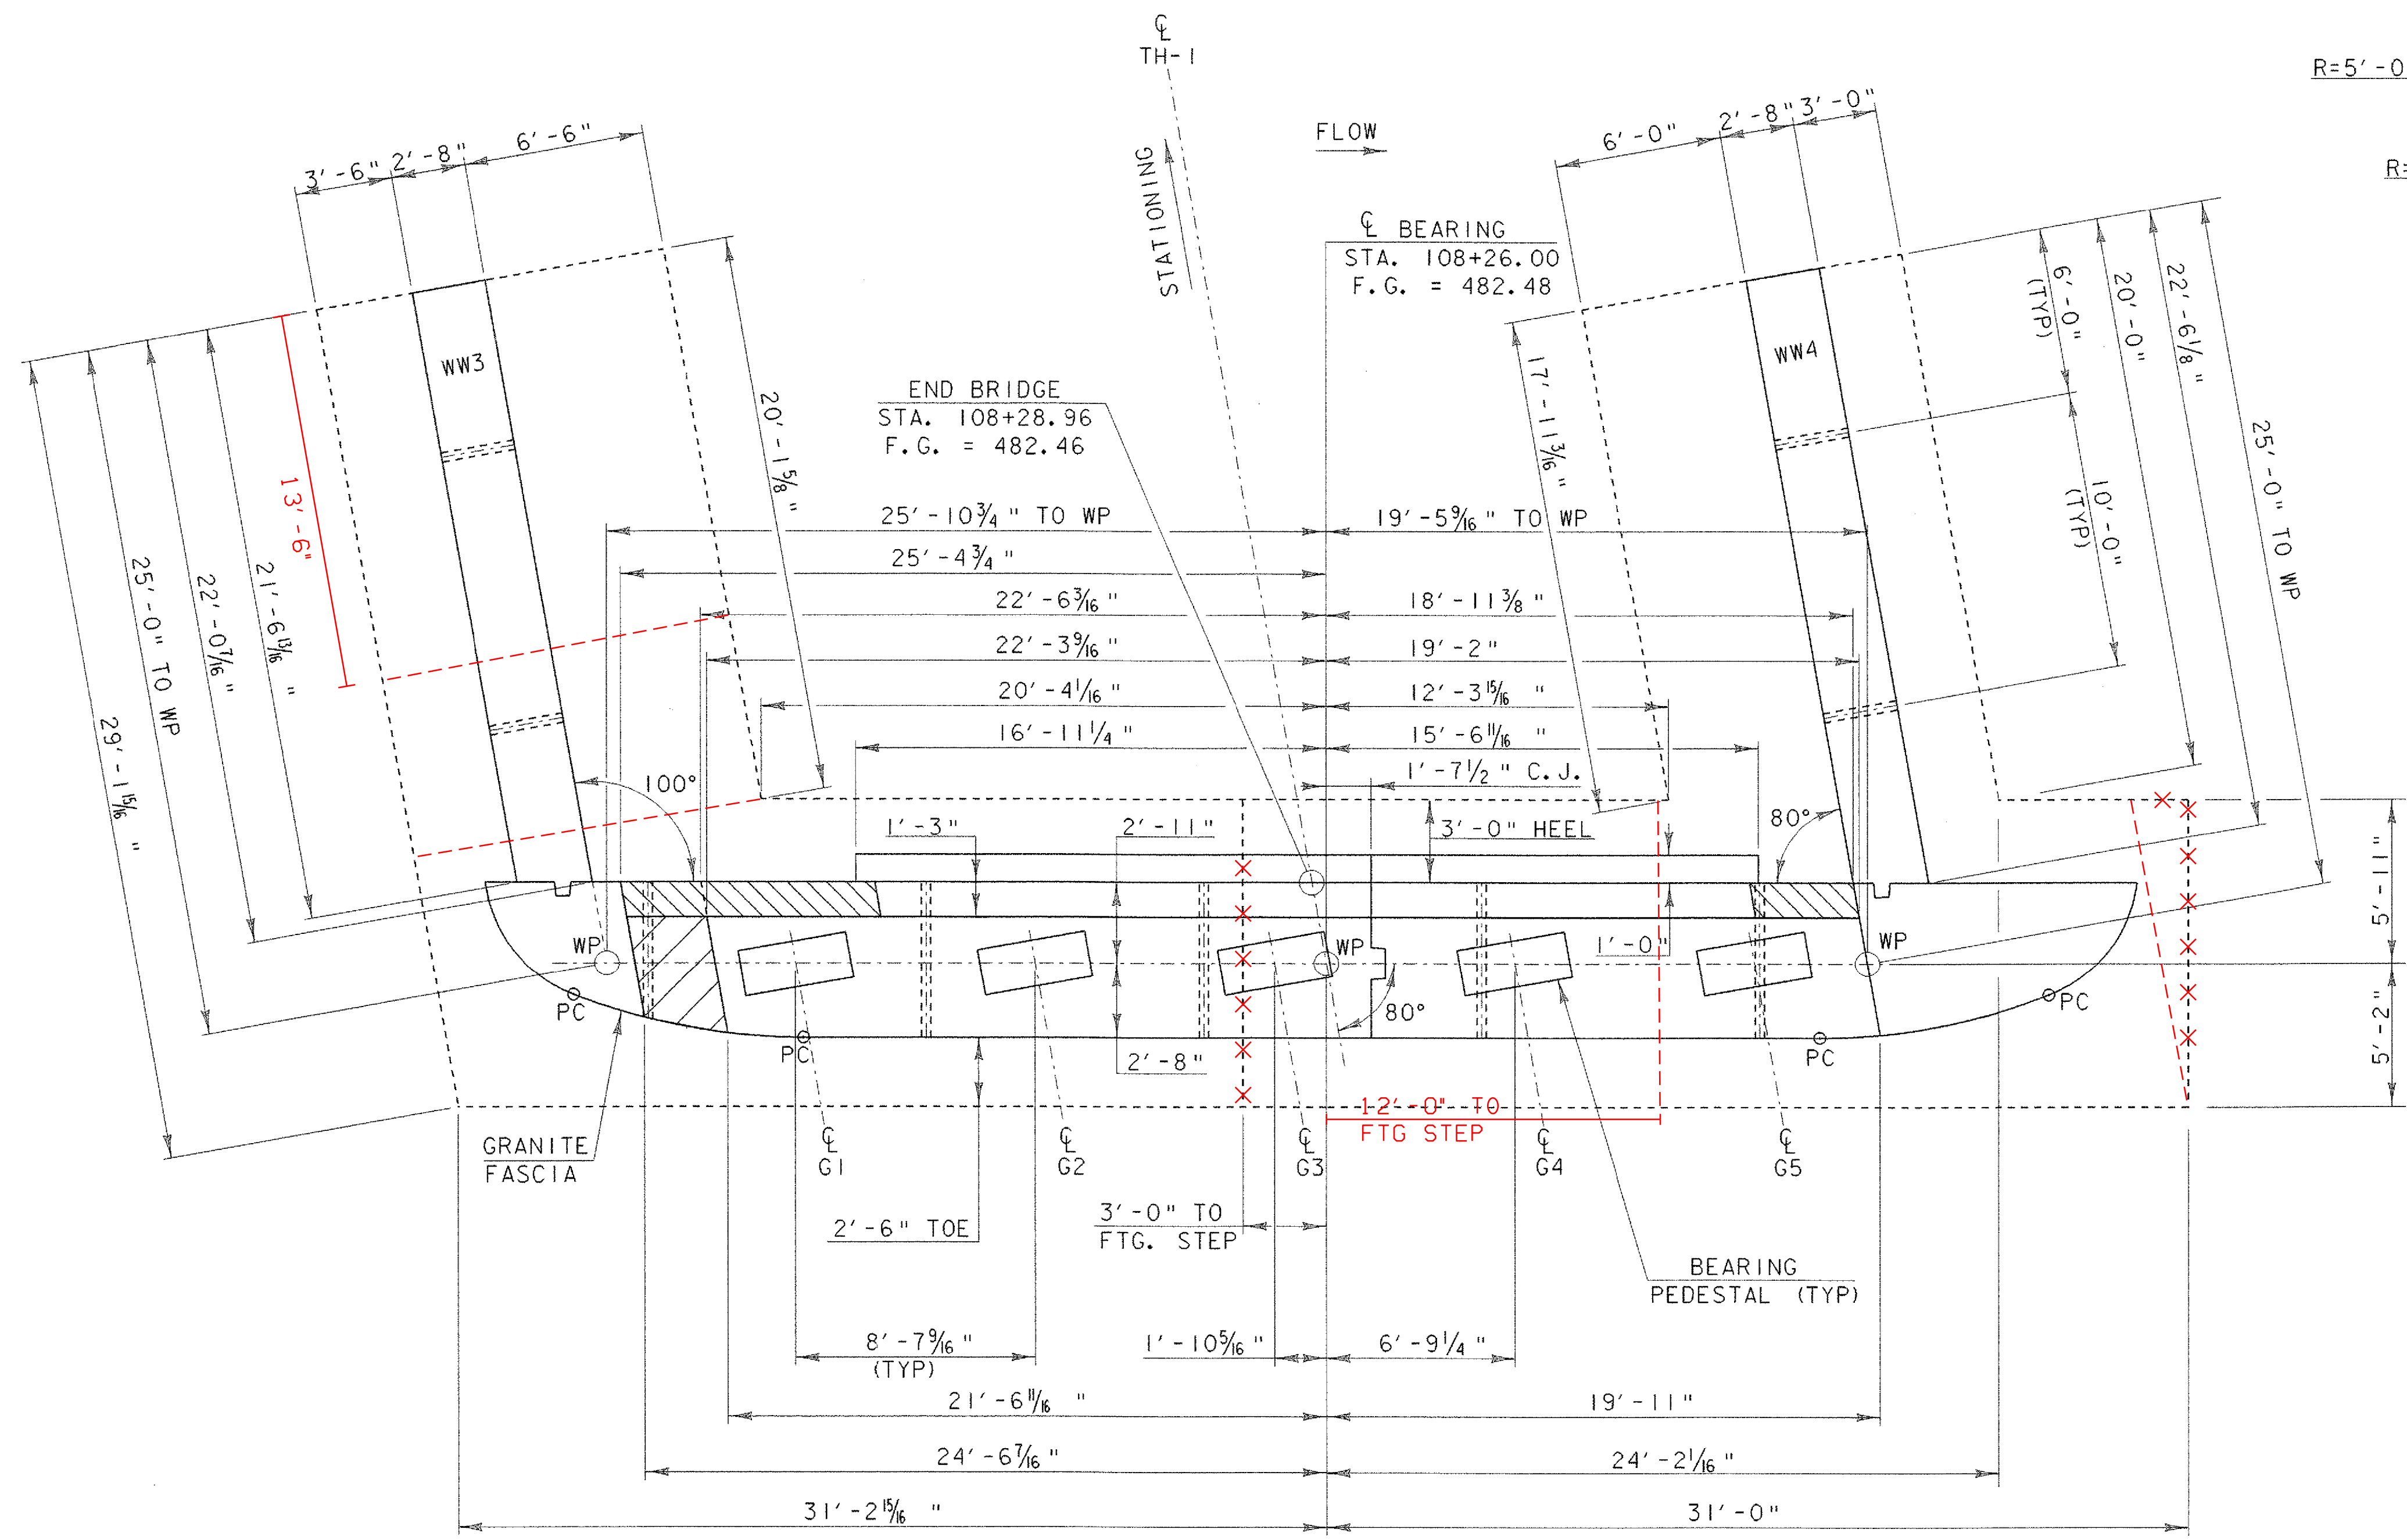 ℄
TH-1
R=5'-0
R=
FLOW
STATIONING
3'-6" 2'-8" 6'-6"
6'-0" 2'-8" 3'-0"
℄ BEARING
STA. 108+26.00
F.G. = 482.48
WW3
WW4
END BRIDGE
STA. 108+28.96
F.G. = 482.46
6'-0"
(TYP)
20'-0"
22'-6 1/8"
25'-0" TO WP
10'-0"
(TYP)
17'-11 3/16"
20'-1 5/8"
13'-6"
21'-6 13/16"
22'-0 7/16"
25'-0" TO WP
29'-1 15/16"
25'-10 3/4" TO WP
19'-5 9/16" TO WP
25'-4 3/4"
22'-6 3/16"
18'-11 3/8"
22'-3 9/16"
19'-2"
20'-4 1/16"
12'-3 15/16"
16'-11 1/4"
15'-6 11/16"
1'-7 1/2" C.J.
100°
80°
1'-3"
2'-11"
3'-0" HEEL
5'-11"
WP
WP
1'-0"
WP
PC
80°
PC
PC
PC
2'-8"
5'-2"
12'-0" TO
FTG STEP
GRANITE
FASCIA
℄
G1
℄
G2
℄
G3
℄
G4
℄
G5
2'-6" TOE
3'-0" TO
FTG. STEP
BEARING
PEDESTAL (TYP)
8'-7 9/16"
(TYP)
1'-10 5/16"
6'-9 1/4"
21'-6 11/16"
19'-11"
24'-6 7/16"
24'-2 1/16"
31'-2 15/16"
31'-0"